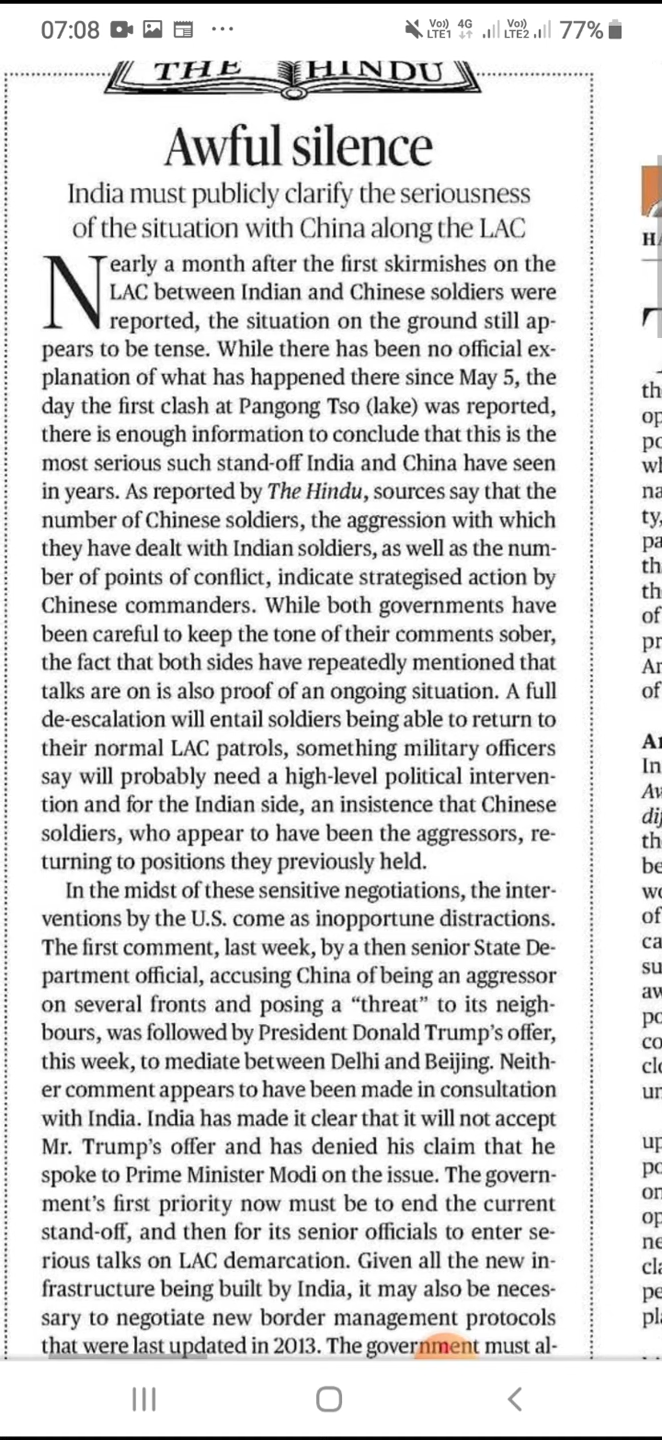 07:08 ... Vo)) LTE1 4G Vo)) LTE2 77%
THE HINDU
Awful silence
India must publicly clarify the seriousness
of the situation with China along the LAC
Nearly a month after the first skirmishes on the
LAC between Indian and Chinese soldiers were
reported, the situation on the ground still ap-
pears to be tense. While there has been no official ex-
planation of what has happened there since May 5, the
day the first clash at Pangong Tso (lake) was reported,
there is enough information to conclude that this is the
most serious such stand-off India and China have seen
in years. As reported by The Hindu, sources say that the
number of Chinese soldiers, the aggression with which
they have dealt with Indian soldiers, as well as the num-
ber of points of conflict, indicate strategised action by
Chinese commanders. While both governments have
been careful to keep the tone of their comments sober,
the fact that both sides have repeatedly mentioned that
talks are on is also proof of an ongoing situation. A full
de-escalation will entail soldiers being able to return to
their normal LAC patrols, something military officers
say will probably need a high-level political interven-
tion and for the Indian side, an insistence that Chinese
soldiers, who appear to have been the aggressors, re-
turning to positions they previously held.
In the midst of these sensitive negotiations, the inter-
ventions by the U.S. come as inopportune distractions.
The first comment, last week, by a then senior State De-
partment official, accusing China of being an aggressor
on several fronts and posing a “threat” to its neigh-
bours, was followed by President Donald Trump’s offer,
this week, to mediate between Delhi and Beijing. Neith-
er comment appears to have been made in consultation
with India. India has made it clear that it will not accept
Mr. Trump’s offer and has denied his claim that he
spoke to Prime Minister Modi on the issue. The govern-
ment’s first priority now must be to end the current
stand-off, and then for its senior officials to enter se-
rious talks on LAC demarcation. Given all the new in-
frastructure being built by India, it may also be neces-
sary to negotiate new border management protocols
that were last updated in 2013. The government must al-